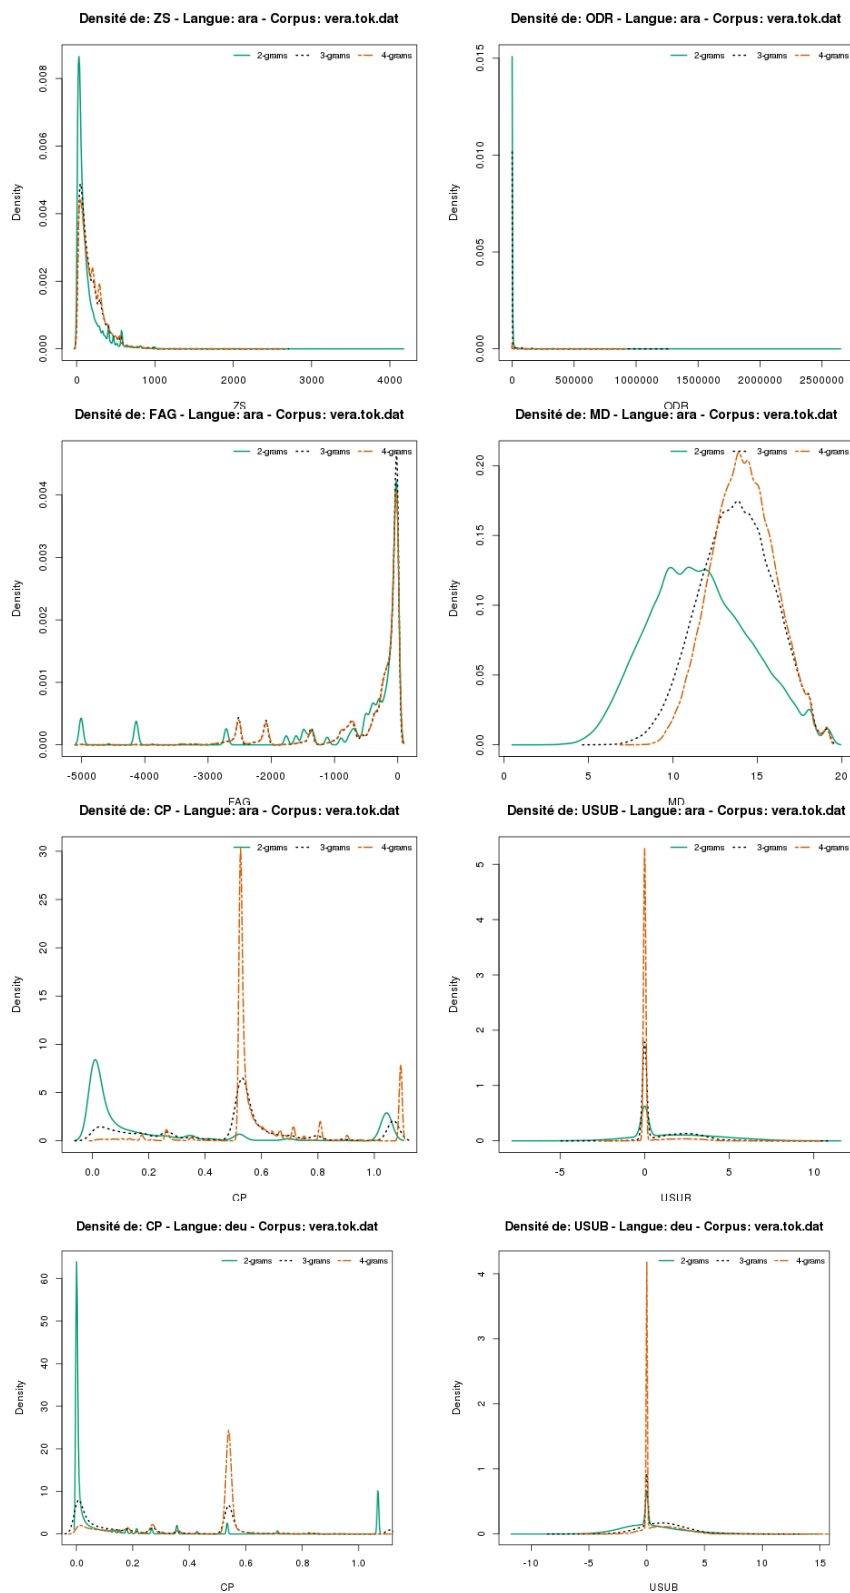 Densité de: ZS - Langue: ara - Corpus: vera.tok.dat
2-grams 3-grams 4-grams
Density
0.000 0.002 0.004 0.006 0.008
0 1000 2000 3000 4000
ZS
Densité de: ODR - Langue: ara - Corpus: vera.tok.dat
2-grams 3-grams 4-grams
Density
0.000 0.005 0.010 0.015
0 500000 1000000 1500000 2000000 2500000
ODR
Densité de: FAG - Langue: ara - Corpus: vera.tok.dat
2-grams 3-grams 4-grams
Density
0.000 0.001 0.002 0.003 0.004
-5000 -4000 -3000 -2000 -1000 0
FAG
Densité de: MD - Langue: ara - Corpus: vera.tok.dat
2-grams 3-grams 4-grams
Density
0.00 0.05 0.10 0.15 0.20
0 5 10 15 20
MD
Densité de: CP - Langue: ara - Corpus: vera.tok.dat
2-grams 3-grams 4-grams
Density
0 5 10 15 20 25 30
0.0 0.2 0.4 0.6 0.8 1.0
CP
Densité de: USUB - Langue: ara - Corpus: vera.tok.dat
2-grams 3-grams 4-grams
Density
0 1 2 3 4 5
-5 0 5 10
USUB
Densité de: CP - Langue: deu - Corpus: vera.tok.dat
2-grams 3-grams 4-grams
Density
0 10 20 30 40 50 60
0.0 0.2 0.4 0.6 0.8 1.0
CP
Densité de: USUB - Langue: deu - Corpus: vera.tok.dat
2-grams 3-grams 4-grams
Density
0 1 2 3 4
-10 -5 0 5 10 15
USUB